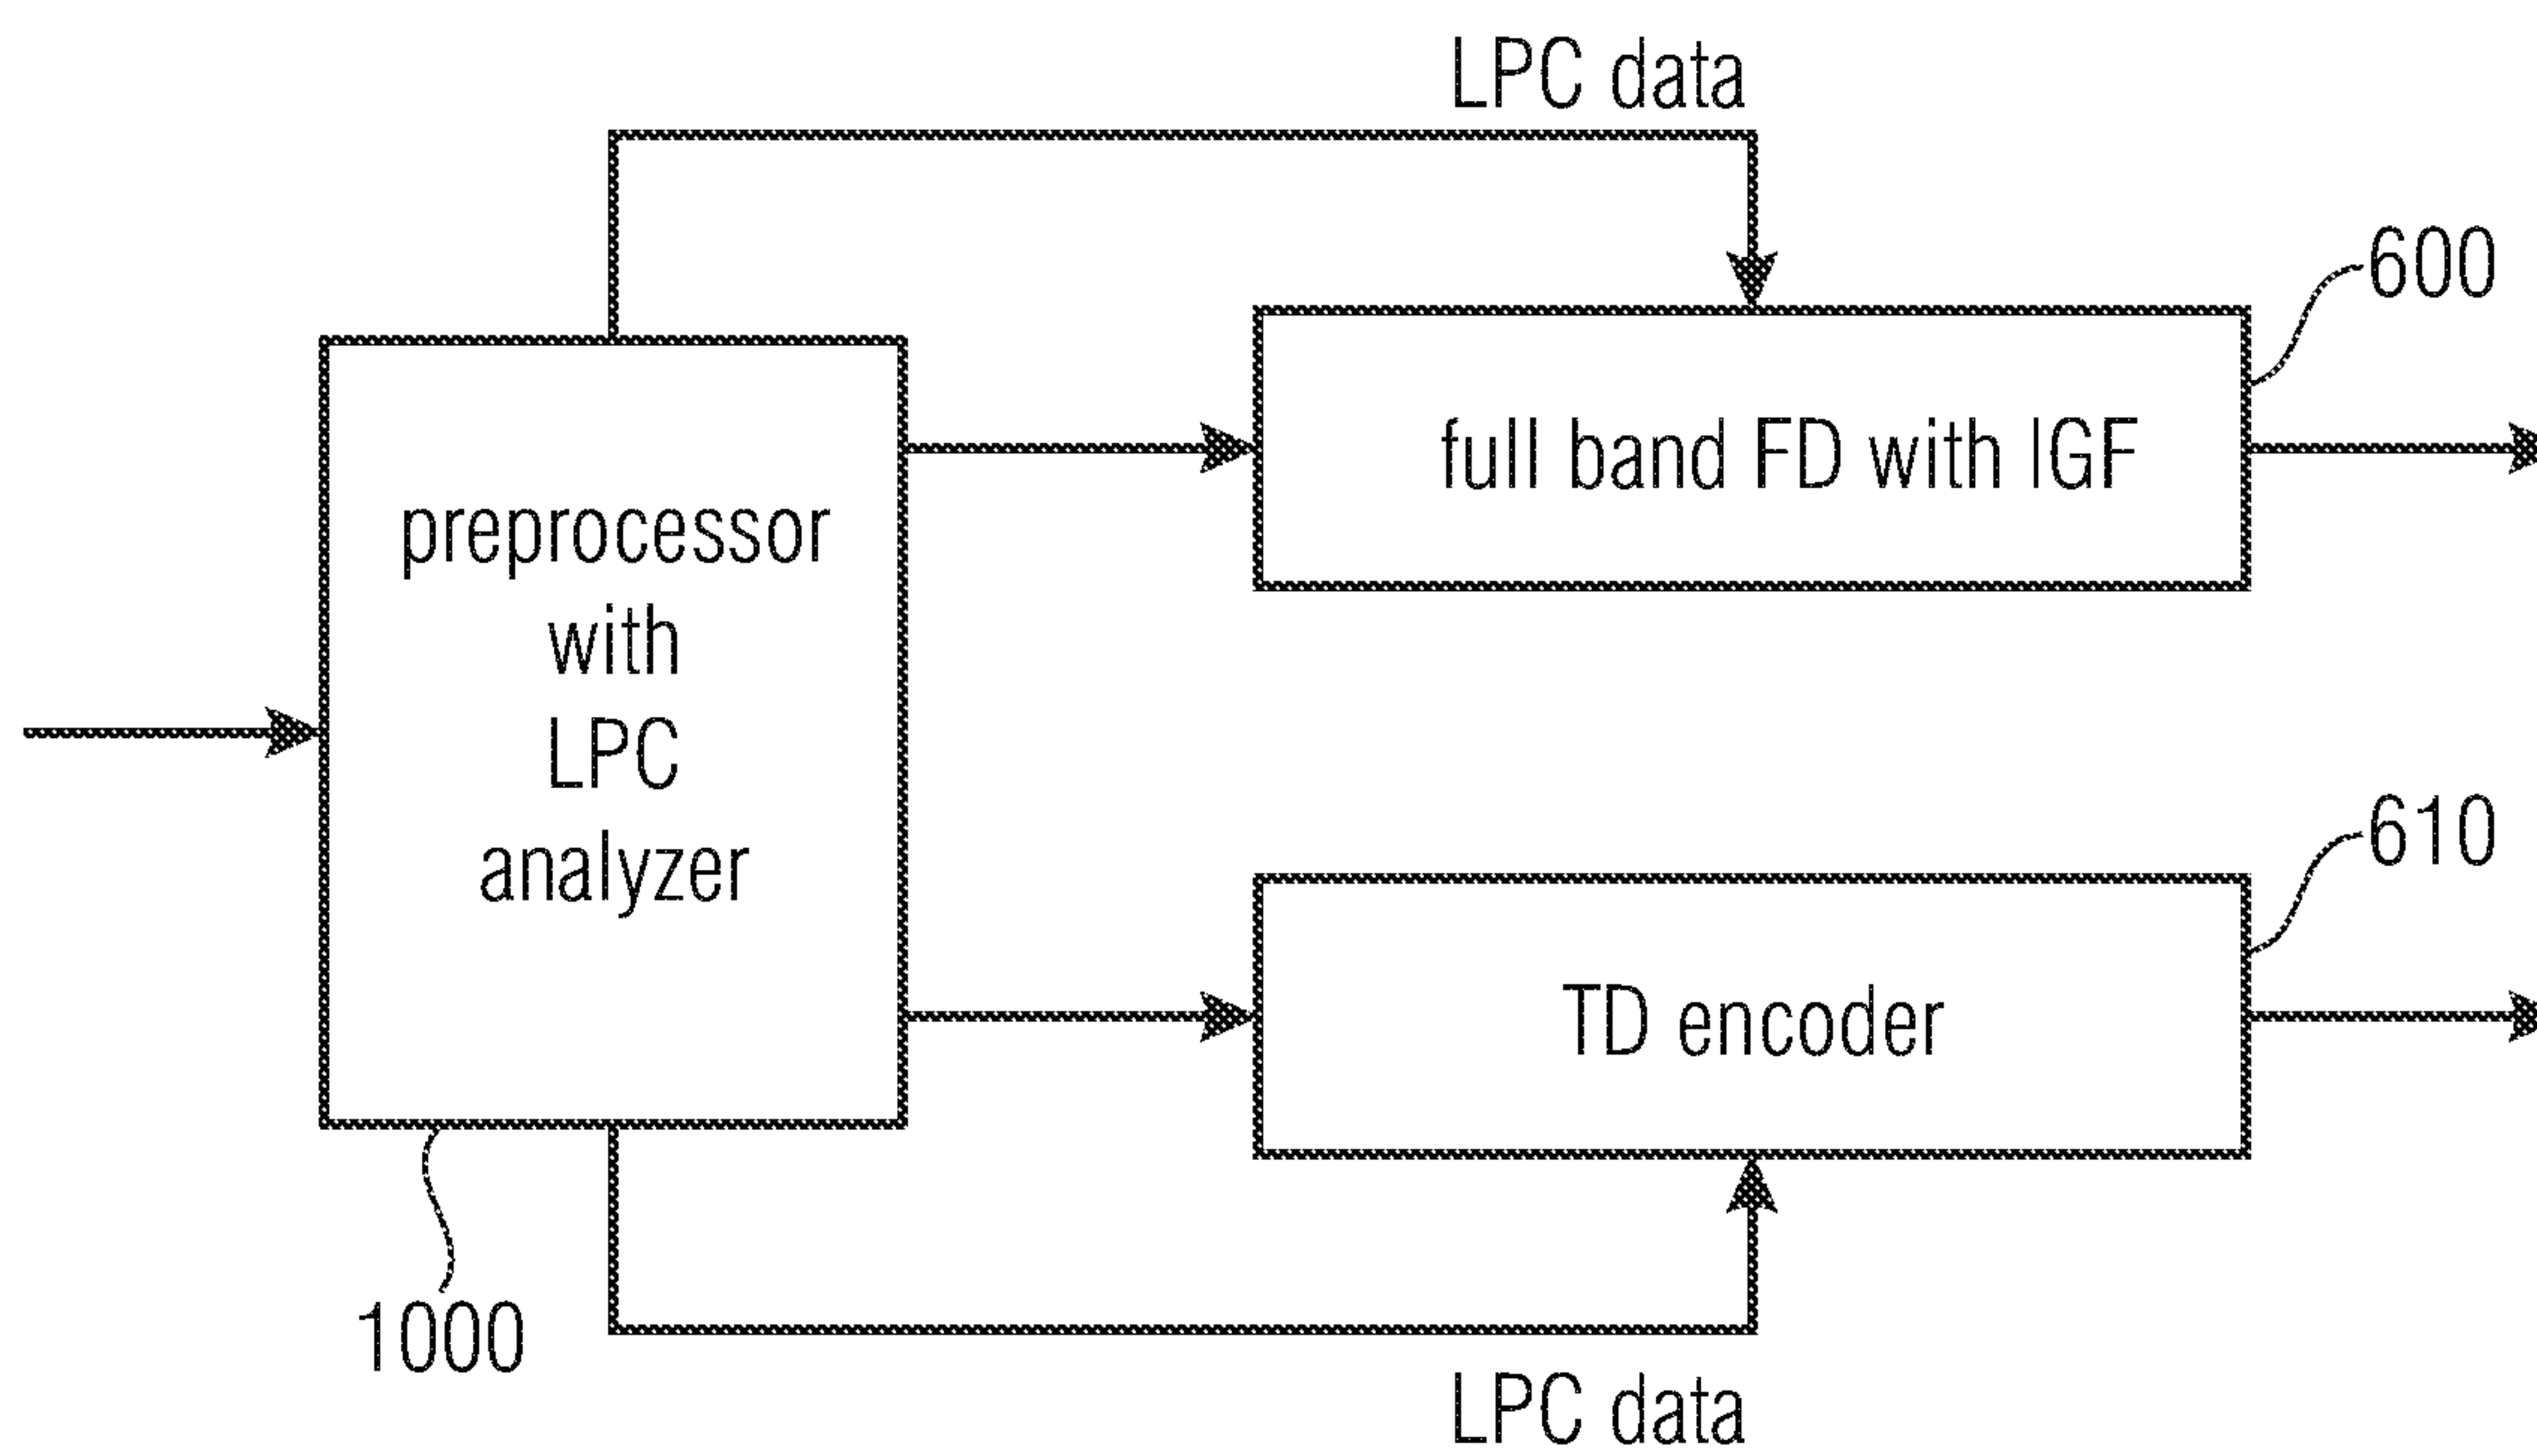 LPC data
600
full band FD with IGF
preprocessor
with
LPC
analyzer
610
TD encoder
1000
LPC data